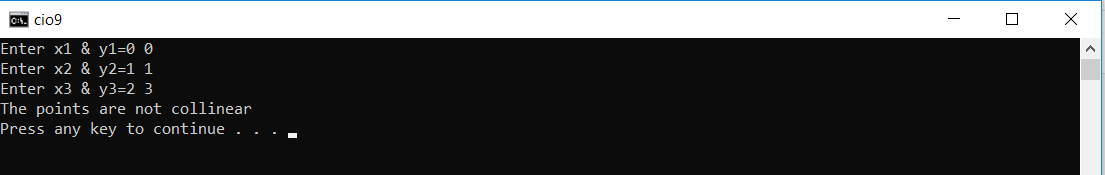 cio9
Enter x1 & y1=0 0
Enter x2 & y2=1 1
Enter x3 & y3=2 3
The points are not collinear
Press any key to continue . . .